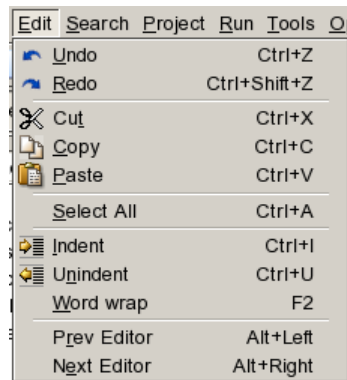 Edit Search Project Run Tools O
Undo Ctrl+Z
Redo Ctrl+Shift+Z
Cut Ctrl+X
Copy Ctrl+C
Paste Ctrl+V
Select All Ctrl+A
Indent Ctrl+I
Unindent Ctrl+U
Word wrap F2
Prev Editor Alt+Left
Next Editor Alt+Right